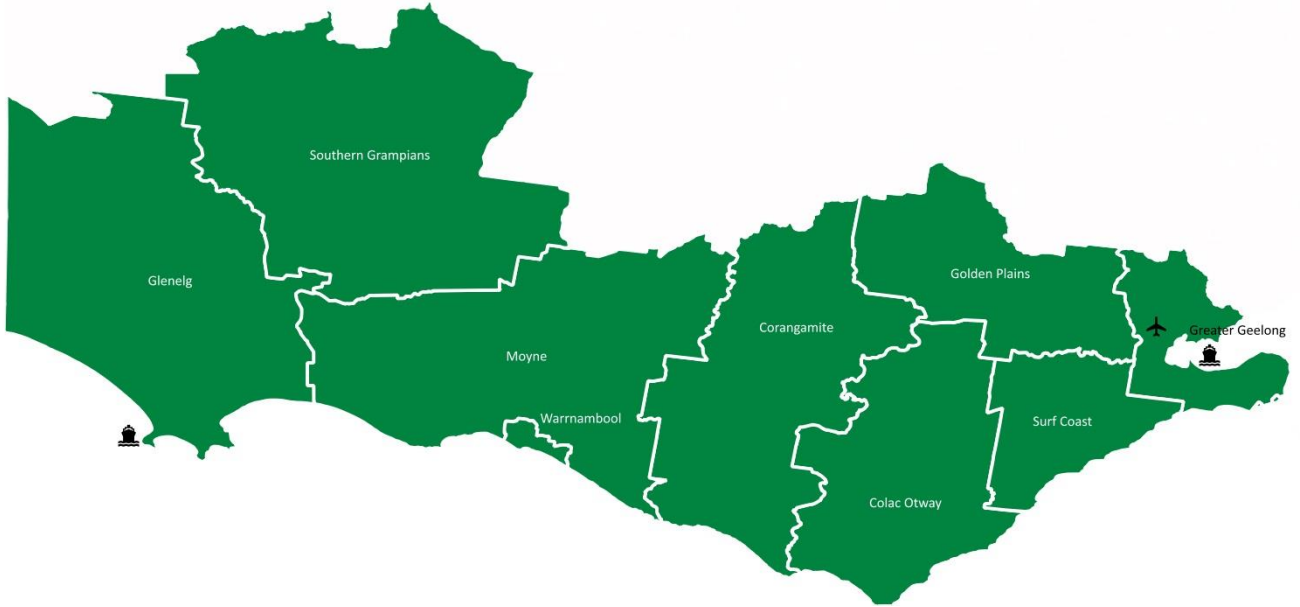 Southern Grampians
Glenelg
Golden Plains
Corangamite
Greater Geelong
Moyne
Warrnambool
Surf Coast
Colac Otway